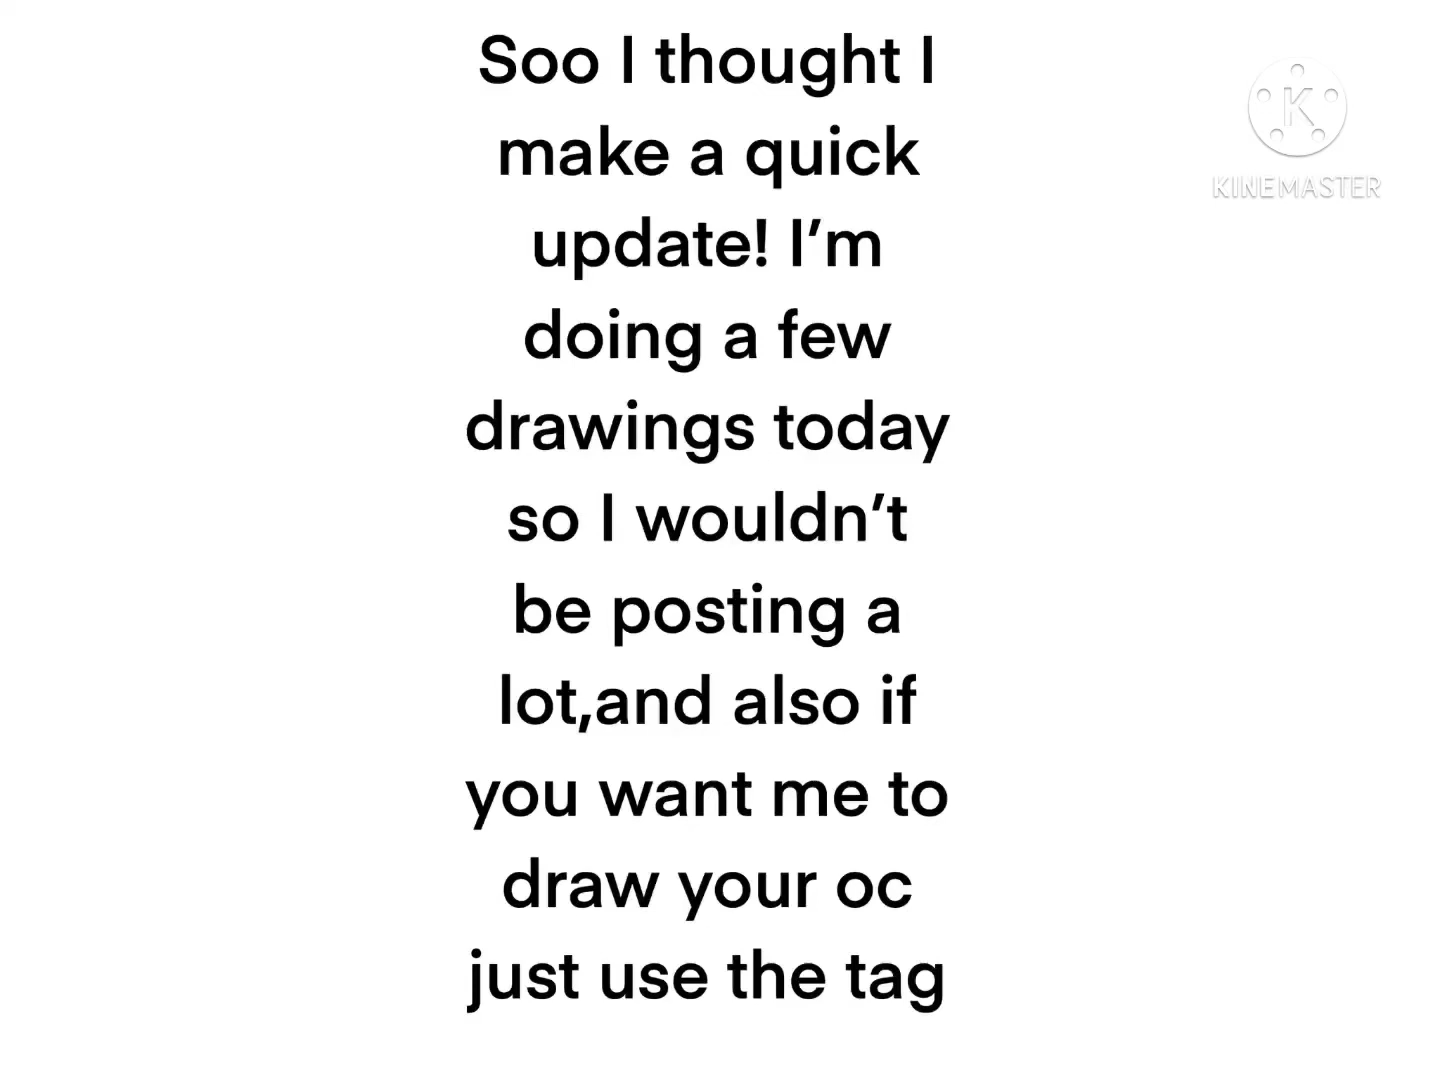 Soo I thought I
make a quick
update! I’m
doing a few
drawings today
so I wouldn’t
be posting a
lot,and also if
you want me to
draw your oc
just use the tag
K
KINEMASTER